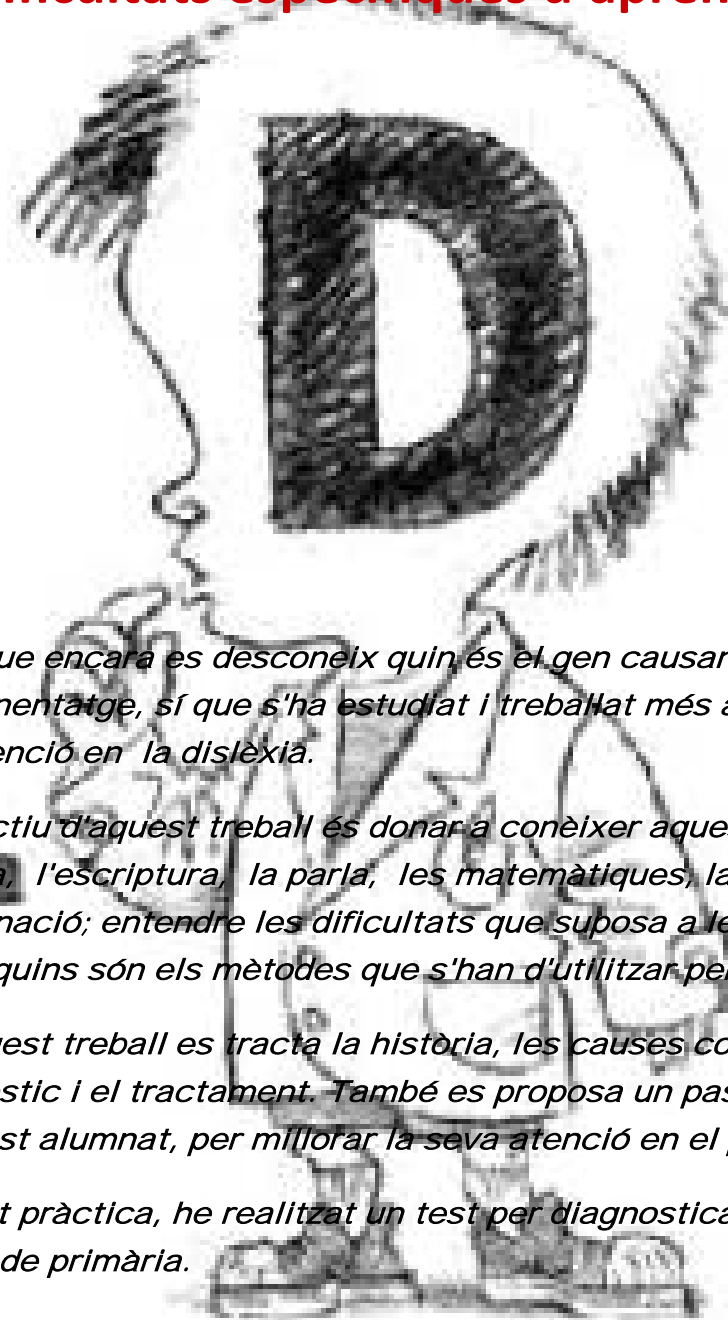 ificultats específiques d'apren
D
ue encara es desconeix quin és el gen causan
nentatge, sí que s'ha estudiat i treballat més a
enció en la dislèxia.
ctiu d'aquest treball és donar a conèixer aque
a, l'escriptura, la parla, les matemàtiques, la
nació; entendre les dificultats que suposa a le
quins són els mètodes que s'han d'utilitzar per
uest treball es tracta la història, les causes co
òstic i el tractament. També es proposa un pas
st alumnat, per millorar la seva atenció en el p
t pràctica, he realitzat un test per diagnostica
de primària.